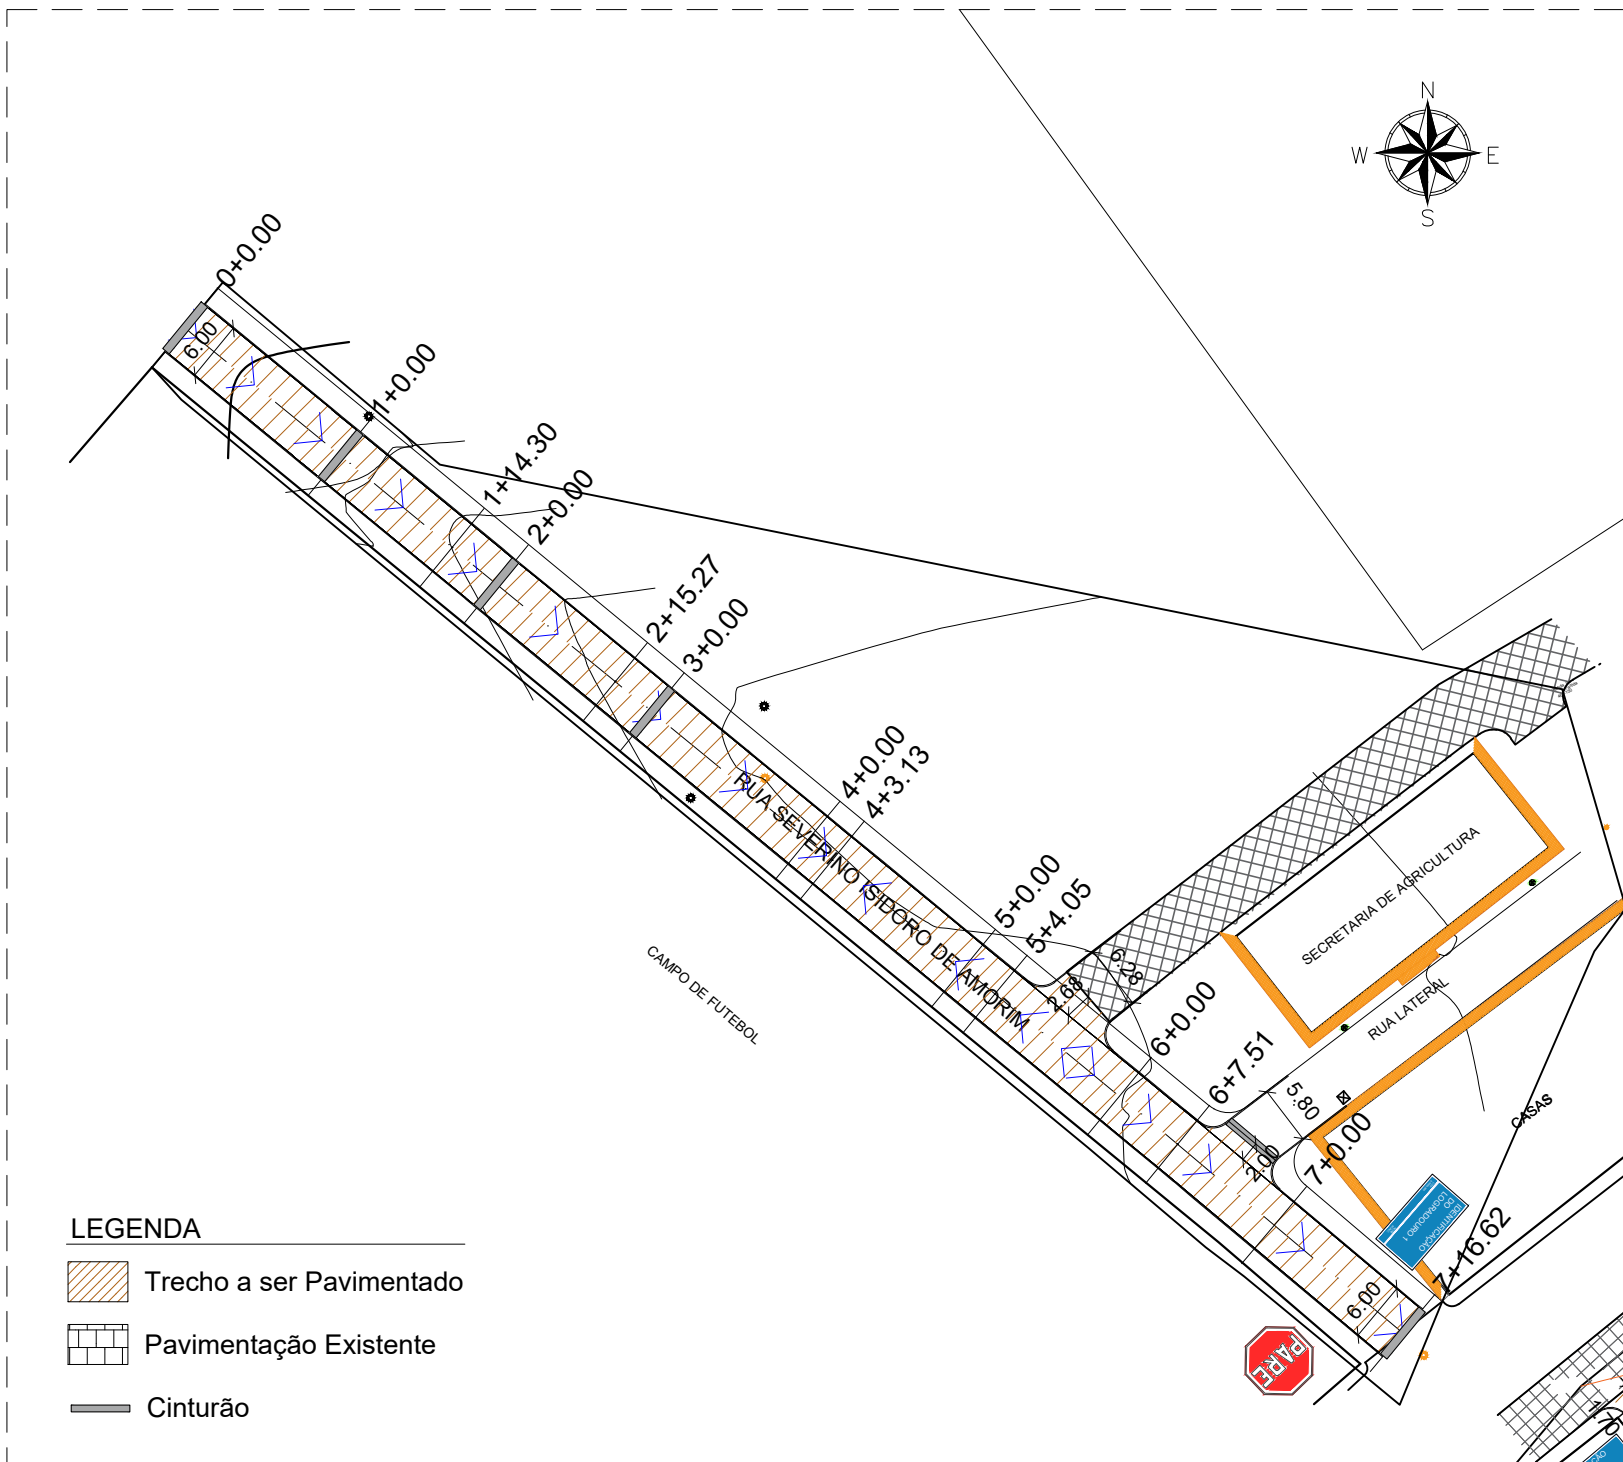 N
W E
S
0+0.00
6.00
1+0.00
1+14.30
2+0.00
2+15.27
3+0.00
4+0.00
4+3.13
RUA SEVERINO ISIDORO DE AMORIM
CAMPO DE FUTEBOL
5+0.00
5+4.05
2.68
6.28
SECRETARIA DE AGRICULTURA
RUA LATERAL
6+0.00
6+7.51
5.80
2.00
CASAS
7+0.00
IDENTIFICAÇÃO
DO
LOGRADOURO 1
7+16.62
6.00
PARE
LEGENDA
Trecho a ser Pavimentado
Pavimentação Existente
Cinturão